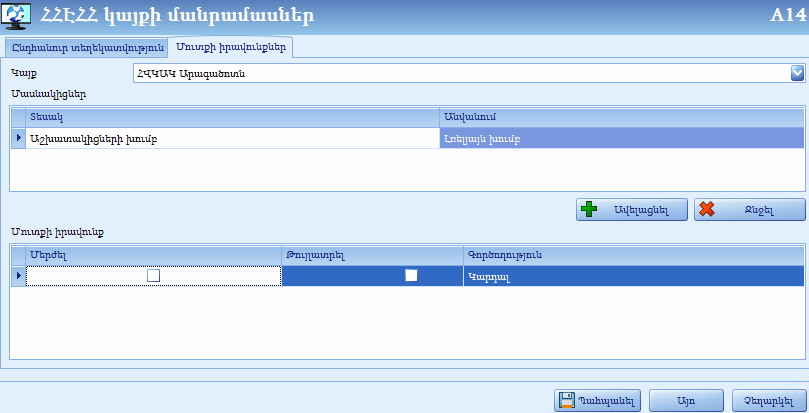 ՀՀԷՀՀ կայքի մանրամասներ A14
Ընդհանուր տեղեկատվություն Մուտքի իրավունքներ
Կայք ՀՎԿԱԿ Արագածոտն
Մասնակիցներ
Տեսակ Անվանում
Աշխատակիցների խումբ Լռելյայն խումբ
Ավելացնել Ջնջել
Մուտքի իրավունք
Մերժել Թույլատրել Գործողություն
Կարդալ
Պահպանել Այո Չեղարկել